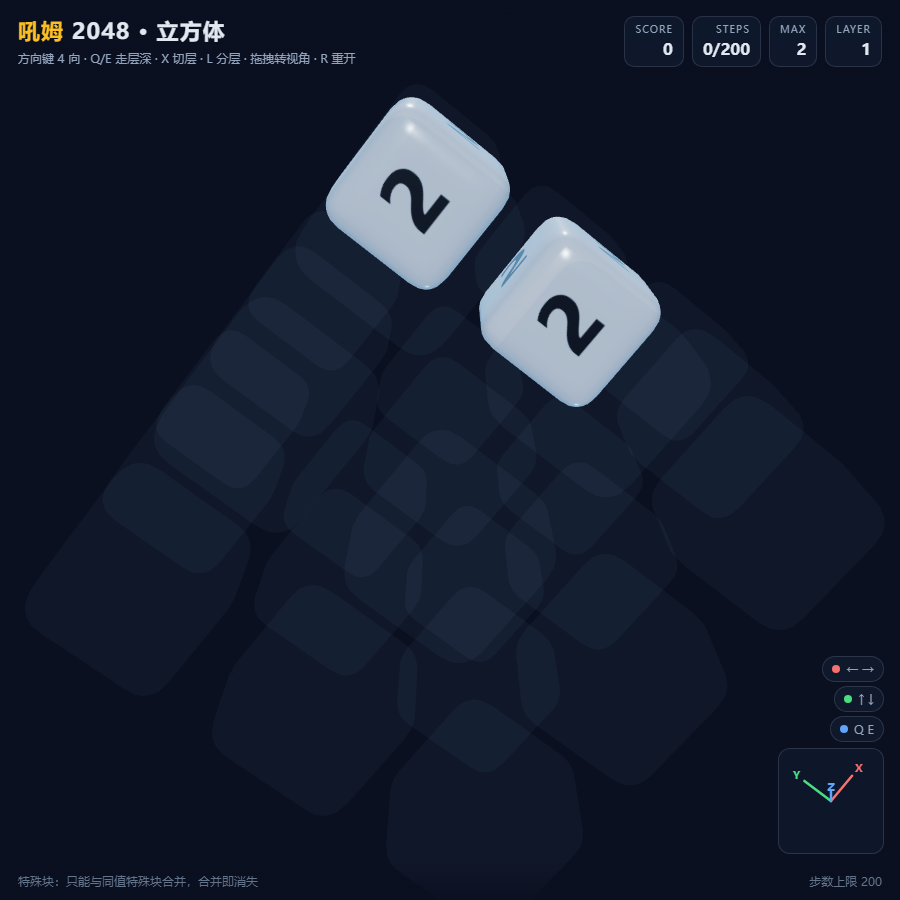 吼姆 2048 • 立方体
方向键 4 向 · Q/E 走层深 · X 切层 · L 分层 · 拖拽转视角 · R 重开
SCORE
0
STEPS
0/200
MAX
2
LAYER
1
2
2
← →
↑↓
Q E
Y
Z
X
特殊块：只能与同值特殊块合并，合并即消失
步数上限 200